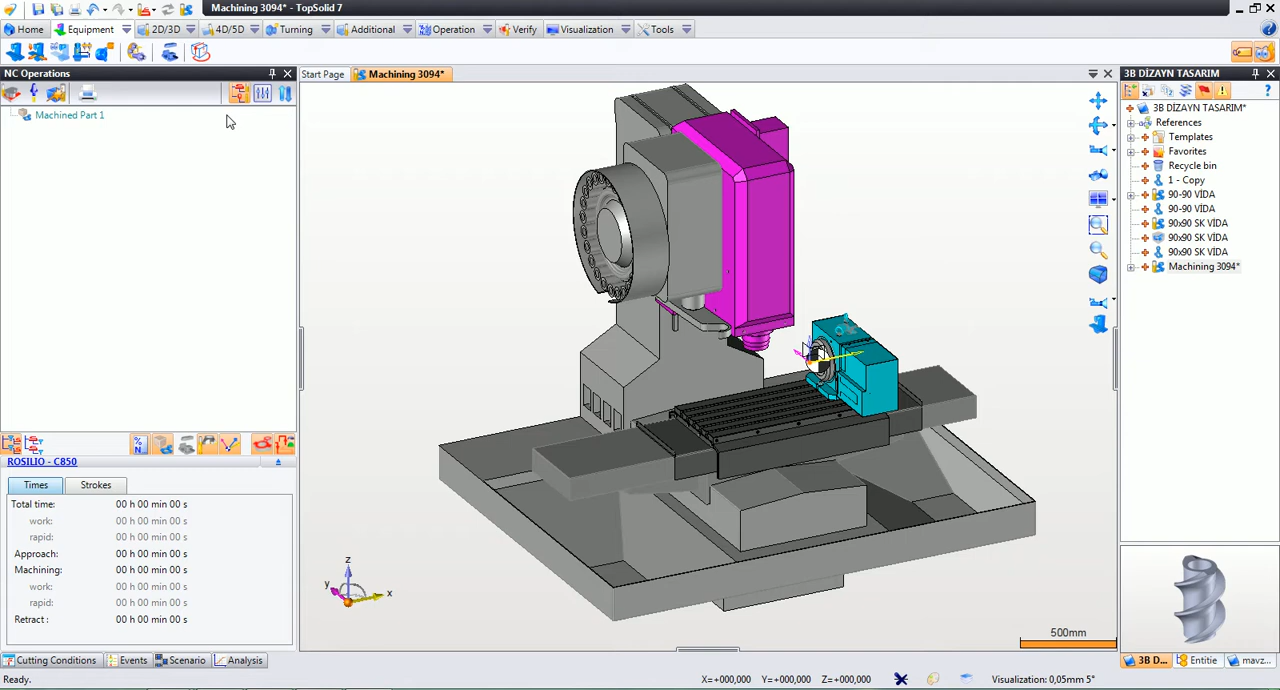 Machining 3094* - TopSolid 7
Home
Equipment
2D/3D
4D/5D
Turning
Additional
Operation
Verify
Visualization
Tools
NC Operations
Start Page
Machining 3094*
3B DİZAYN TASARIM
Machined Part 1
3B DİZAYN TASARIM*
References
Templates
Favorites
Recycle bin
1 - Copy
90-90 VİDA
90-90 VİDA
90x90 SK VİDA
90x90 SK VİDA
90x90 SK VİDA
Machining 3094*
ROSILIO - C850
Times
Strokes
Total time: 00 h 00 min 00 s
work: 00 h 00 min 00 s
rapid: 00 h 00 min 00 s
Approach: 00 h 00 min 00 s
Machining: 00 h 00 min 00 s
work: 00 h 00 min 00 s
rapid: 00 h 00 min 00 s
Retract : 00 h 00 min 00 s
z
y
x
500mm
Cutting Conditions
Events
Scenario
Analysis
3B D...
Entitie
mavz...
Ready.
X=+000,000
Y=+000,000
Z=+000,000
Visualization: 0,05mm 5°